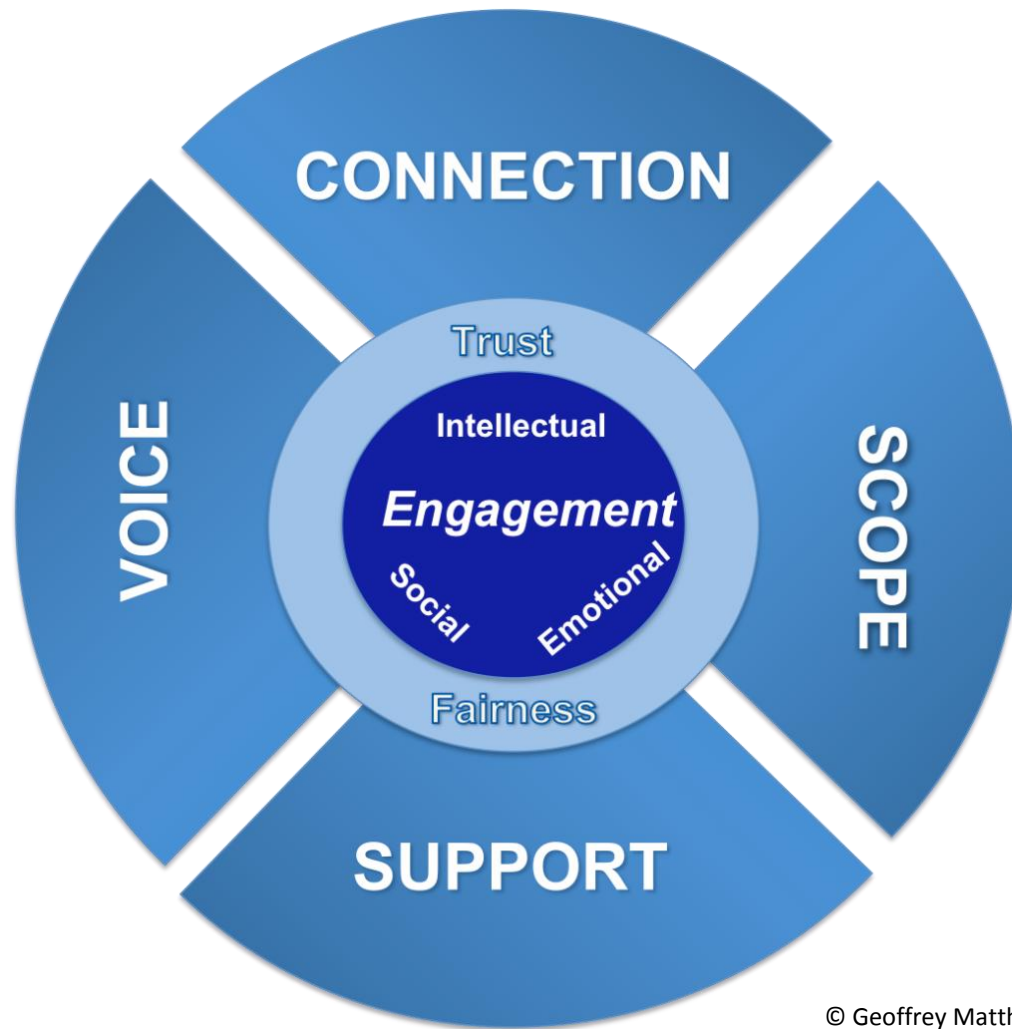 CONNECTION
Trust
Intellectual
VOICE
Engagement
SCOPE
Social
Emotional
Fairness
SUPPORT
© Geoffrey